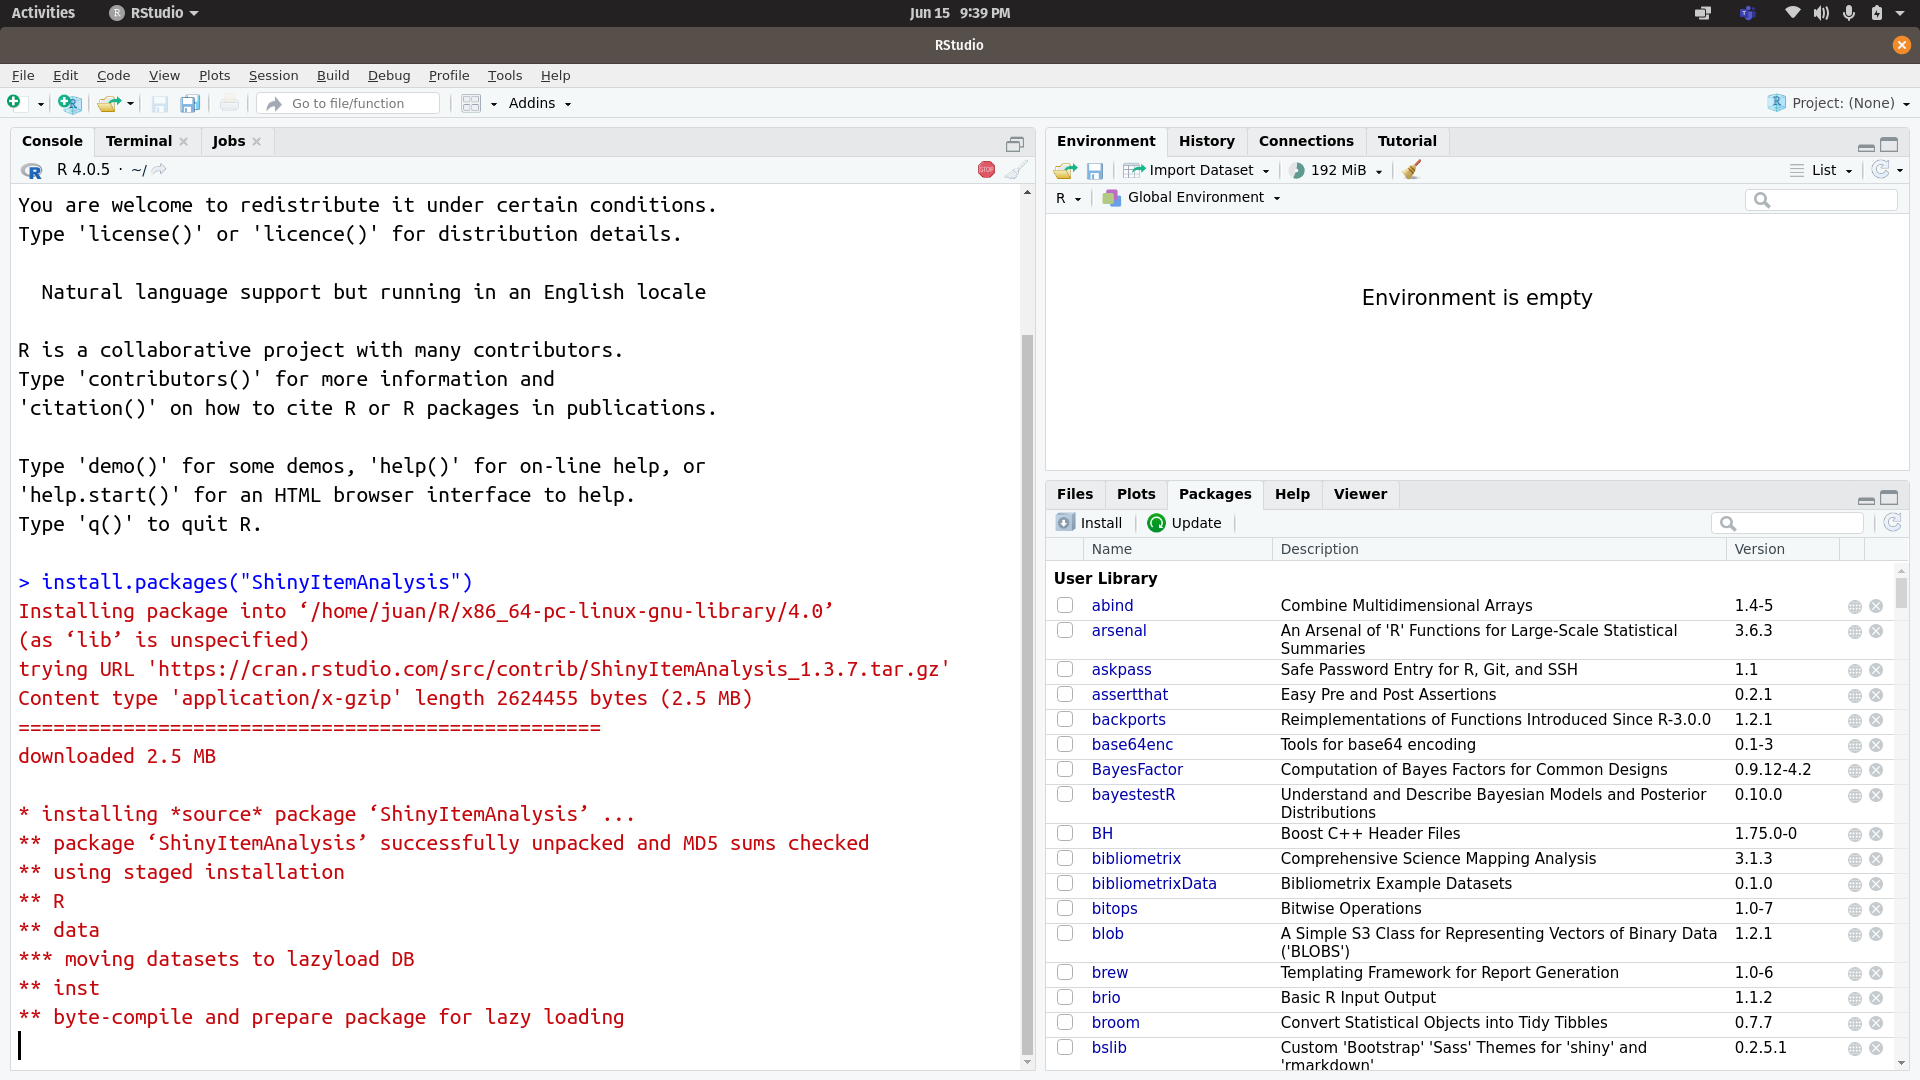 Activities
RStudio
Jun 15 9:39 PM
RStudio
File Edit Code View Plots Session Build Debug Profile Tools Help
Go to file/function
Addins
Project: (None)
Console Terminal Jobs
R 4.0.5 · ~/
You are welcome to redistribute it under certain conditions.
Type 'license()' or 'licence()' for distribution details.
Natural language support but running in an English locale
R is a collaborative project with many contributors.
Type 'contributors()' for more information and
'citation()' on how to cite R or R packages in publications.
Type 'demo()' for some demos, 'help()' for on-line help, or
'help.start()' for an HTML browser interface to help.
Type 'q()' to quit R.
> install.packages("ShinyItemAnalysis")
Installing package into ‘/home/juan/R/x86_64-pc-linux-gnu-library/4.0’
(as ‘lib’ is unspecified)
trying URL 'https://cran.rstudio.com/src/contrib/ShinyItemAnalysis_1.3.7.tar.gz'
Content type 'application/x-gzip' length 2624455 bytes (2.5 MB)
==================================================
downloaded 2.5 MB
* installing *source* package ‘ShinyItemAnalysis’ ...
** package ‘ShinyItemAnalysis’ successfully unpacked and MD5 sums checked
** using staged installation
** R
** data
*** moving datasets to lazyload DB
** inst
** byte-compile and prepare package for lazy loading
Environment History Connections Tutorial
Import Dataset 192 MiB List
R Global Environment
Environment is empty
Files Plots Packages Help Viewer
Install Update
Name Description Version
User Library
abind Combine Multidimensional Arrays 1.4-5
arsenal An Arsenal of 'R' Functions for Large-Scale Statistical 3.6.3
Summaries
askpass Safe Password Entry for R, Git, and SSH 1.1
assertthat Easy Pre and Post Assertions 0.2.1
backports Reimplementations of Functions Introduced Since R-3.0.0 1.2.1
base64enc Tools for base64 encoding 0.1-3
BayesFactor Computation of Bayes Factors for Common Designs 0.9.12-4.2
bayestestR Understand and Describe Bayesian Models and Posterior 0.10.0
Distributions
BH Boost C++ Header Files 1.75.0-0
bibliometrix Comprehensive Science Mapping Analysis 3.1.3
bibliometrixData Bibliometrix Example Datasets 0.1.0
bitops Bitwise Operations 1.0-7
blob A Simple S3 Class for Representing Vectors of Binary Data 1.2.1
('BLOBS')
brew Templating Framework for Report Generation 1.0-6
brio Basic R Input Output 1.1.2
broom Convert Statistical Objects into Tidy Tibbles 0.7.7
bslib Custom 'Bootstrap' 'Sass' Themes for 'shiny' and 0.2.5.1
'rmarkdown'